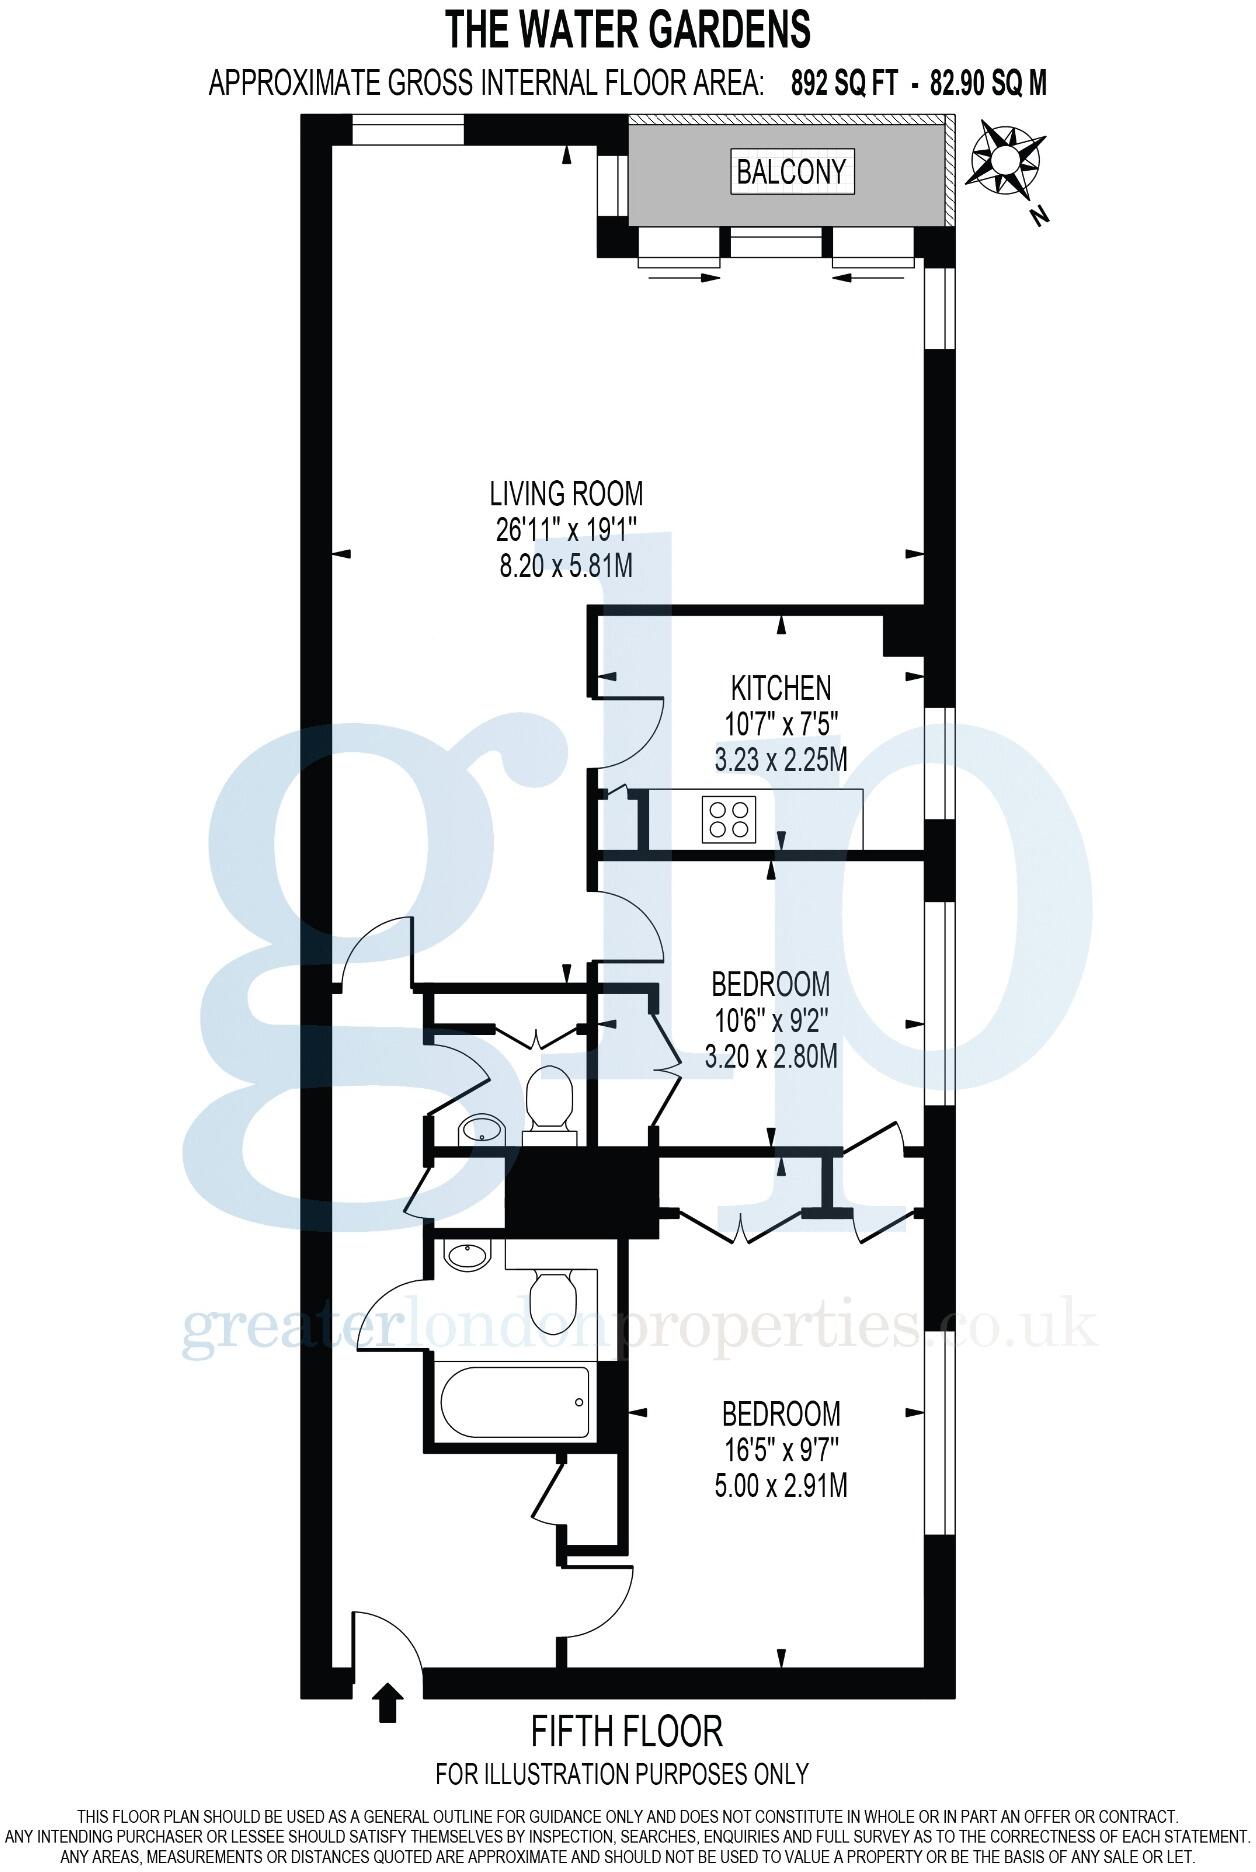 THE WATER GARDENS
APPROXIMATE GROSS INTERNAL FLOOR AREA: 892 SQ FT - 82.90 SQ M
BALCONY
N
LIVING ROOM
26'11" x 19'1"
8.20 x 5.81M
KITCHEN
10'7" x 7'5"
3.23 x 2.25M
glp
BEDROOM
10'6" x 9'2"
3.20 x 2.80M
greaterlondonproperties.co.uk
BEDROOM
16'5" x 9'7"
5.00 x 2.91M
FIFTH FLOOR
FOR ILLUSTRATION PURPOSES ONLY
THIS FLOOR PLAN SHOULD BE USED AS A GENERAL OUTLINE FOR GUIDANCE ONLY AND DOES NOT CONSTITUTE IN WHOLE OR IN PART AN OFFER OR CONTRACT.
ANY INTENDING PURCHASER OR LESSEE SHOULD SATISFY THEMSELVES BY INSPECTION, SEARCHES, ENQUIRIES AND FULL SURVEY AS TO THE CORRECTNESS OF EACH STATEMENT.
ANY AREAS, MEASUREMENTS OR DISTANCES QUOTED ARE APPROXIMATE AND SHOULD NOT BE USED TO VALUE A PROPERTY OR BE THE BASIS OF ANY SALE OR LET.